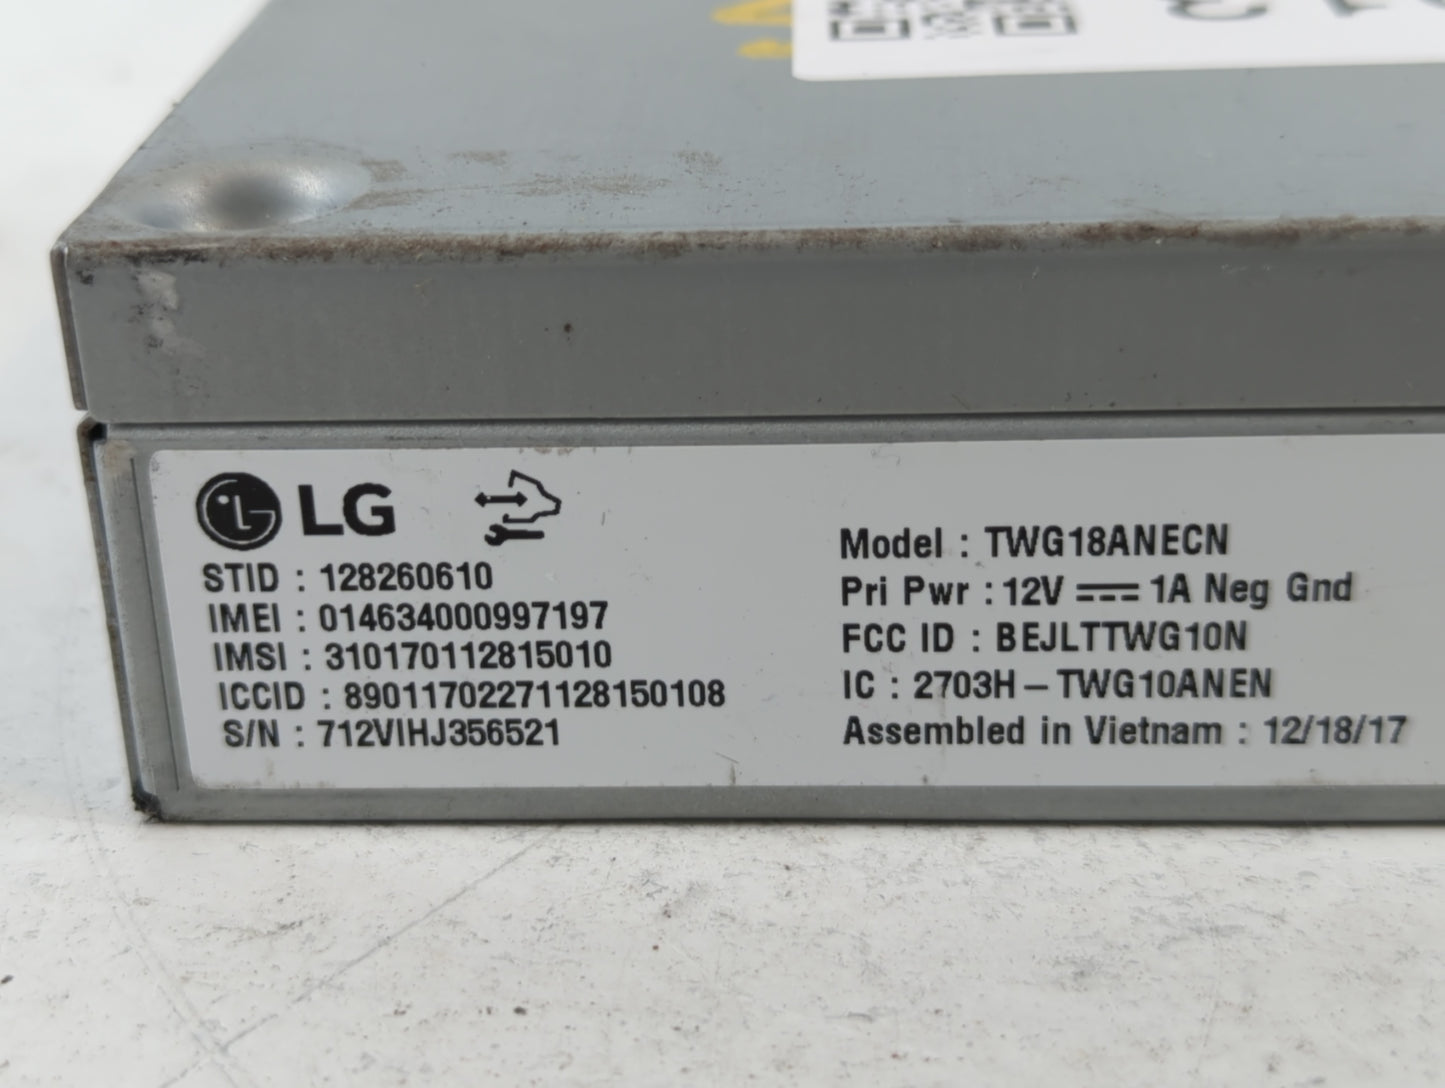 LG
STID : 128260610
IMEI : 014634000997197
IMSI : 310170112815010
ICCID : 89011702271128150108
S/N : 712VIHJ356521
Model : TWG18ANECN
Pri Pwr : 12V ⎓ 1A Neg Gnd
FCC ID : BEJLTTWG10N
IC : 2703H – TWG10ANEN
Assembled in Vietnam : 12/18/17